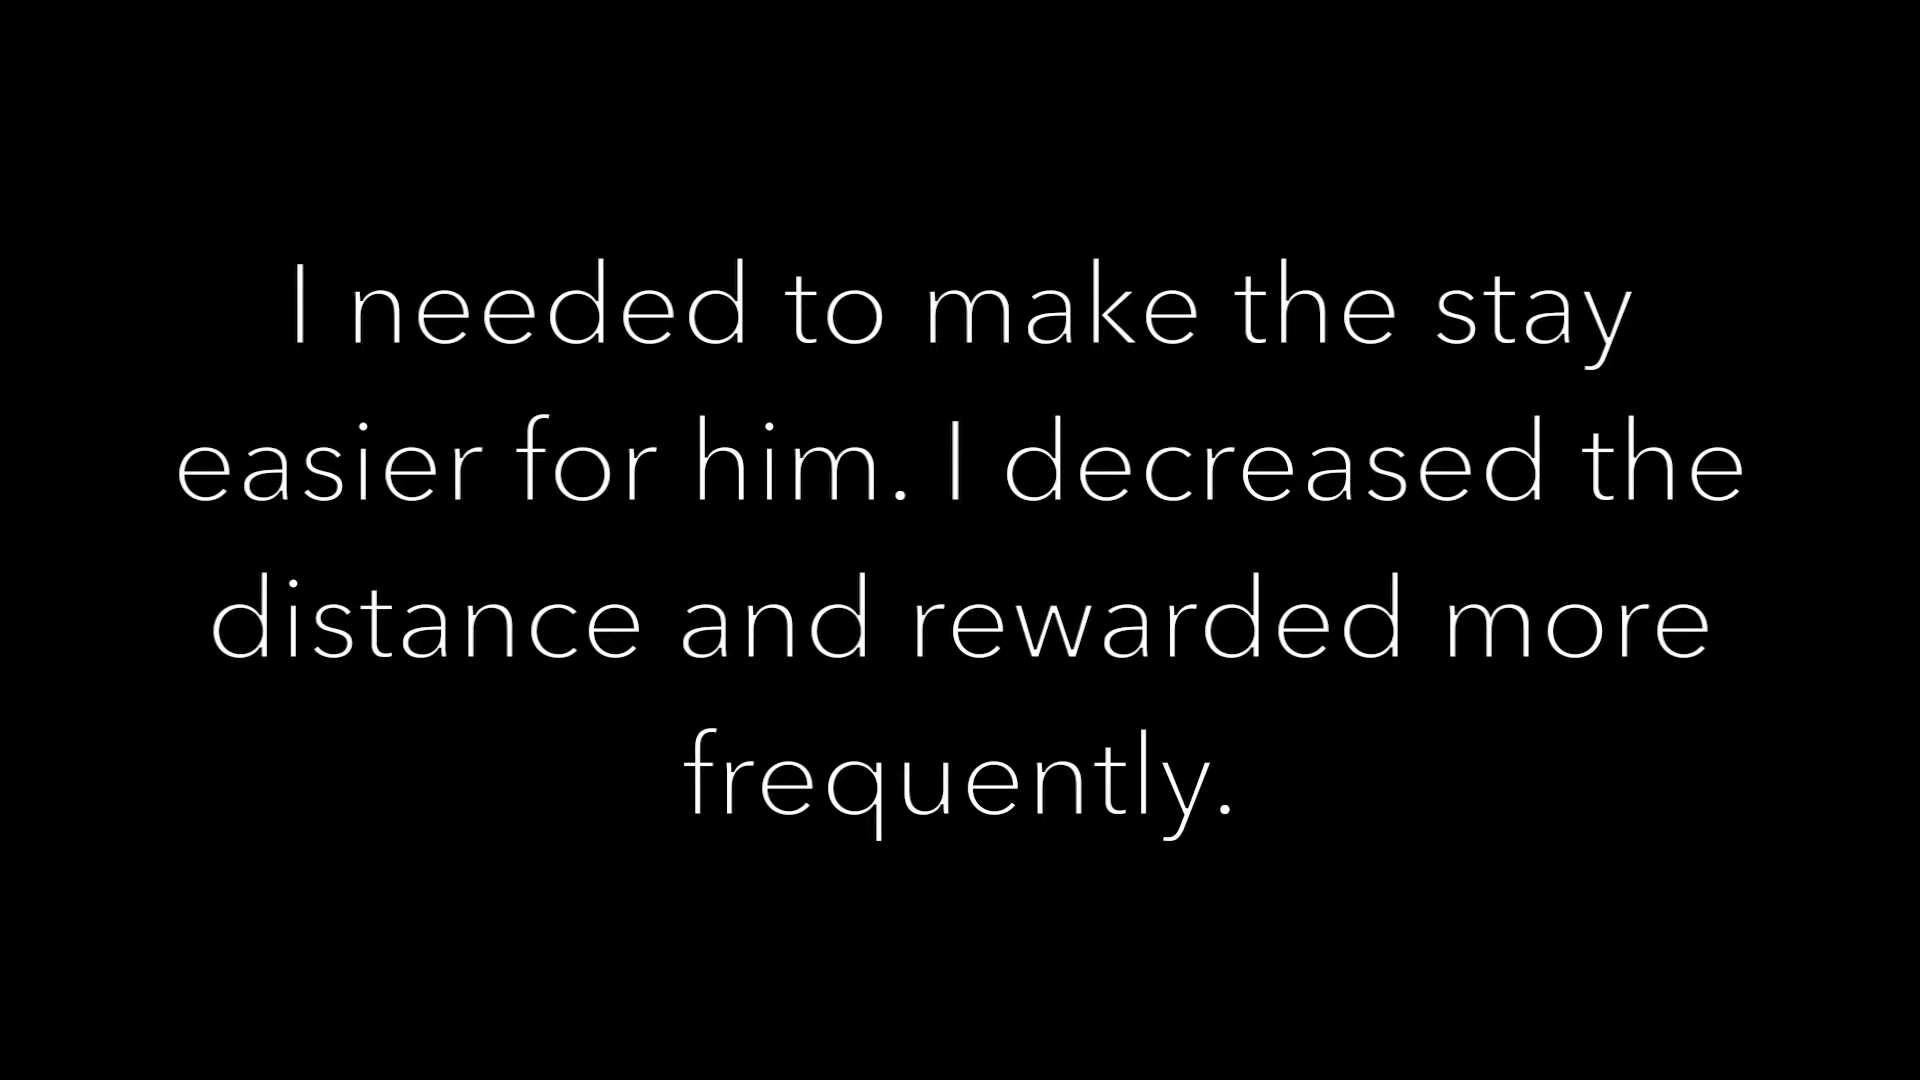 I needed to make the stay
easier for him. I decreased the
distance and rewarded more
frequently.